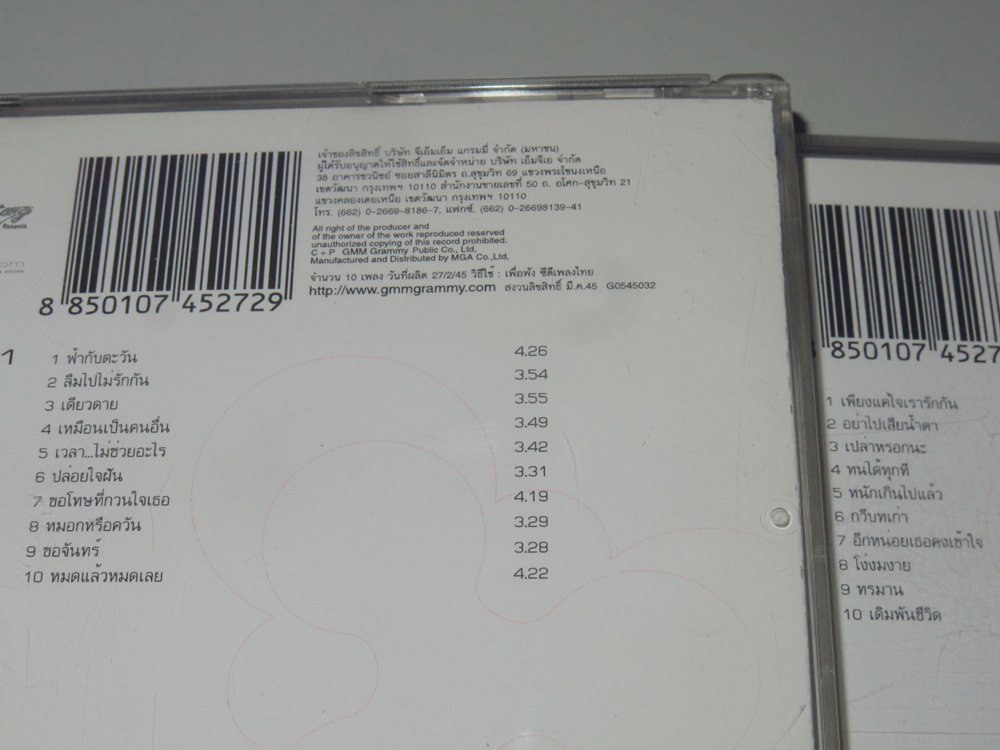 เจ้าของลิขสิทธิ์ บริษัท จีเอ็มเอ็ม แกรมมี่ จำกัด (มหาชน)
ผู้ได้รับอนุญาตให้ใช้สิทธิ์และจัดจำหน่าย บริษัท เอ็มจีเอ จำกัด
38 อาคารชวนิชย์ ซอยสาลีนิมิตร ถ.สุขุมวิท 69 แขวงพระโขนงเหนือ
เขตวัฒนา กรุงเทพฯ 10110 สำนักงานขายเลขที่ 50 ถ. อโศก-สุขุมวิท 21
แขวงคลองเตยเหนือ เขตวัฒนา กรุงเทพฯ 10110
โทร. (662) 0-2669-8186-7, แฟกซ์. (662) 0-26698139-41
All right of the producer and
of the owner of the work reproduced reserved
unauthorized copying of this record prohibited.
C + P GMM Grammy Public Co., Ltd,
Manufactured and Distributed by MGA Co.,Ltd,
จำนวน 10 เพลง วันที่ผลิต 27/2/45 วิธีใช้ : เพื่อฟัง ซีดีเพลงไทย
http://www.gmmgrammy.com สงวนลิขสิทธิ์ มี.ค.45 G0545032
Records
om
online
8 850107 452729
1
1 ฟ้ากับตะวัน 4.26
2 ลืมไปไม่รักกัน 3.54
3 เดียวดาย 3.55
4 เหมือนเป็นคนอื่น 3.49
5 เวลา...ไม่ช่วยอะไร 3.42
6 ปล่อยใจฝัน 3.31
7 ขอโทษที่กวนใจเธอ 4.19
8 หมอกหรือควัน 3.29
9 ขอจันทร์ 3.28
10 หมดแล้วหมดเลย 4.22
8 850107 4527
1 เพียงแค่ใจเรารักกัน
2 อย่าไปเสียน้ำตา
3 เปล่าหรอกนะ
4 ทนได้ทุกที
5 หนักเกินไปแล้ว
6 กวีบทเก่า
7 อีกหน่อยเธอคงเข้าใจ
8 โง่งมงาย
9 ทรมาน
10 เดิมพันชีวิต